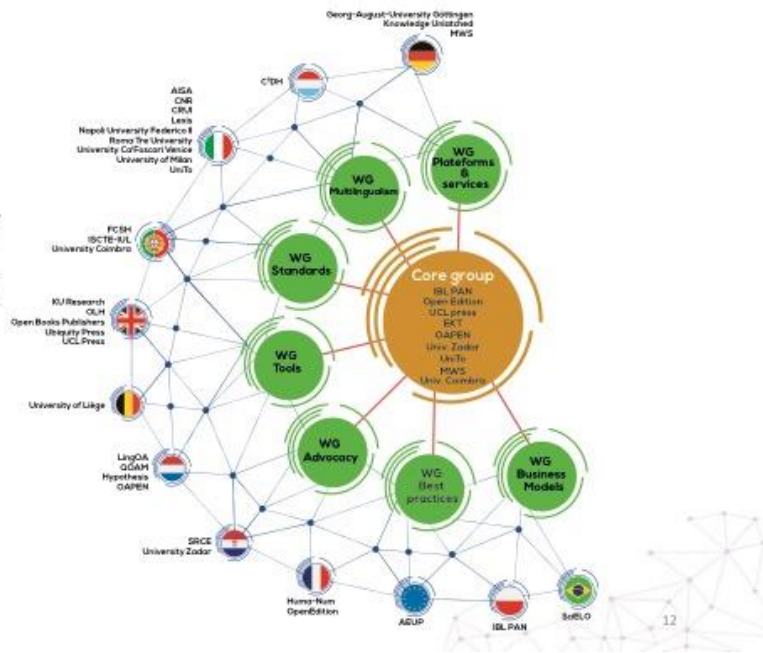 Georg-August-University Göttingen
Knowledge Unlatched
MWS
C²DH
AISA
CNR
CRUI
Lexis
Napoli University Federico II
Roma Tre University
University Ca'Foscari Venice
University of Milan
UniTo
WG
Plateforms
&
services
WG
Multilingualism
FCSH
ISCTE-IUL
University Coimbra
WG
Standards
Core group
IBL PAN
Open Edition
UCL press
EKT
OAPEN
Univ. Zadar
UniTo
MWS
Univ. Coimbra
KU Research
OLH
Open Books Publishers
Ubiquity Press
UCL Press
WG
Tools
University of Liège
WG
Advocacy
WG:
Best
practices
WG
Business
Models
LingOA
QOAM
Hypothesis
OAPEN
SRCE
University Zadar
Huma-Num
OpenEdition
AEUP
IBL PAN
SciELO
12